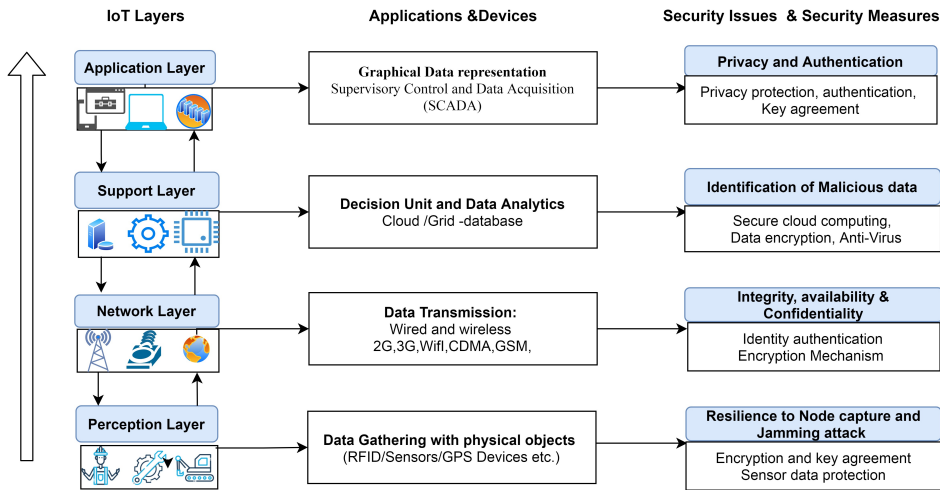 IoT Layers
Applications &Devices
Security Issues & Security Measures
Application Layer
Graphical Data representation
Supervisory Control and Data Acquisition
(SCADA)
Privacy and Authentication
Privacy protection, authentication,
Key agreement
Support Layer
Decision Unit and Data Analytics
Cloud /Grid -database
Identification of Malicious data
Secure cloud computing,
Data encryption, Anti-Virus
Network Layer
Data Transmission:
Wired and wireless
2G,3G,WifI,CDMA,GSM,
Integrity, availability &
Confidentiality
Identity authentication
Encryption Mechanism
Perception Layer
Data Gathering with physical objects
(RFID/Sensors/GPS Devices etc.)
Resilience to Node capture and
Jamming attack
Encryption and key agreement
Sensor data protection